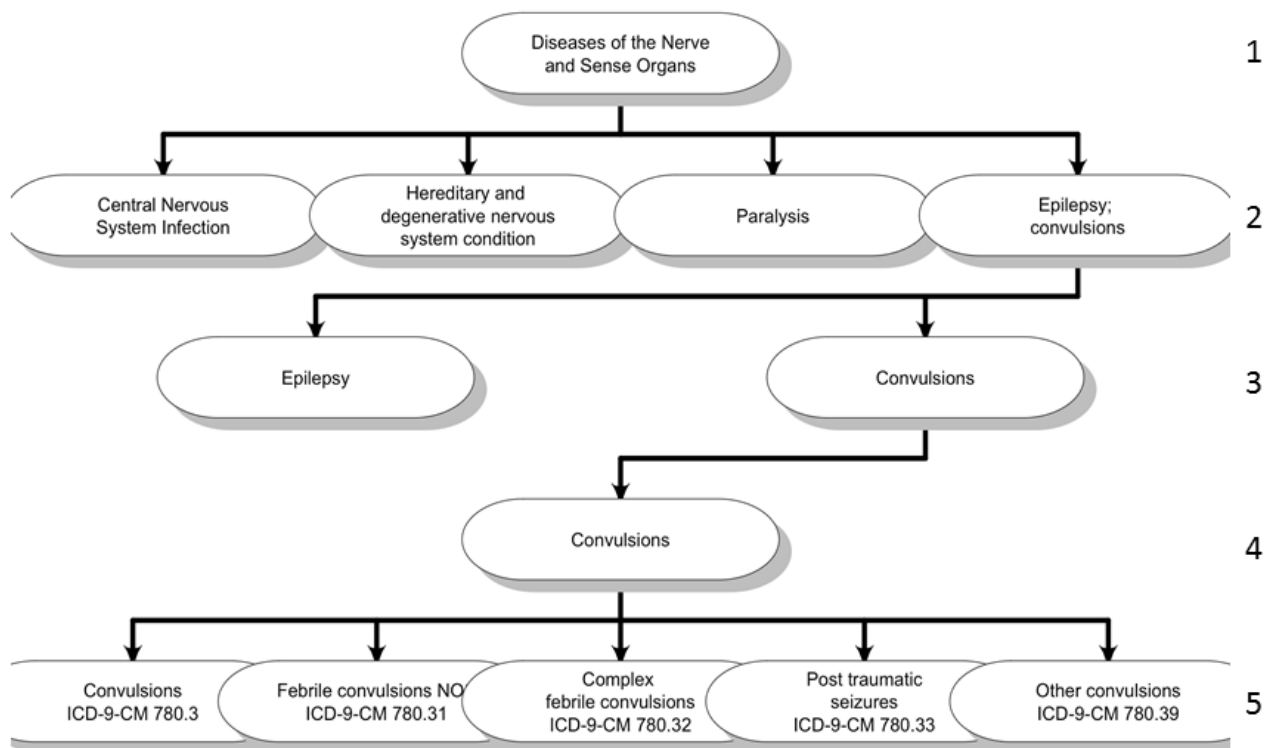 Diseases of the Nerve
and Sense Organs
1
Central Nervous
System Infection
Hereditary and
degenerative nervous
system condition
Paralysis
Epilepsy;
convulsions
2
Epilepsy
Convulsions
3
Convulsions
4
Convulsions
ICD-9-CM 780.3
Febrile convulsions NO
ICD-9-CM 780.31
Complex
febrile convulsions
ICD-9-CM 780.32
Post traumatic
seizures
ICD-9-CM 780.33
Other convulsions
ICD-9-CM 780.39
5